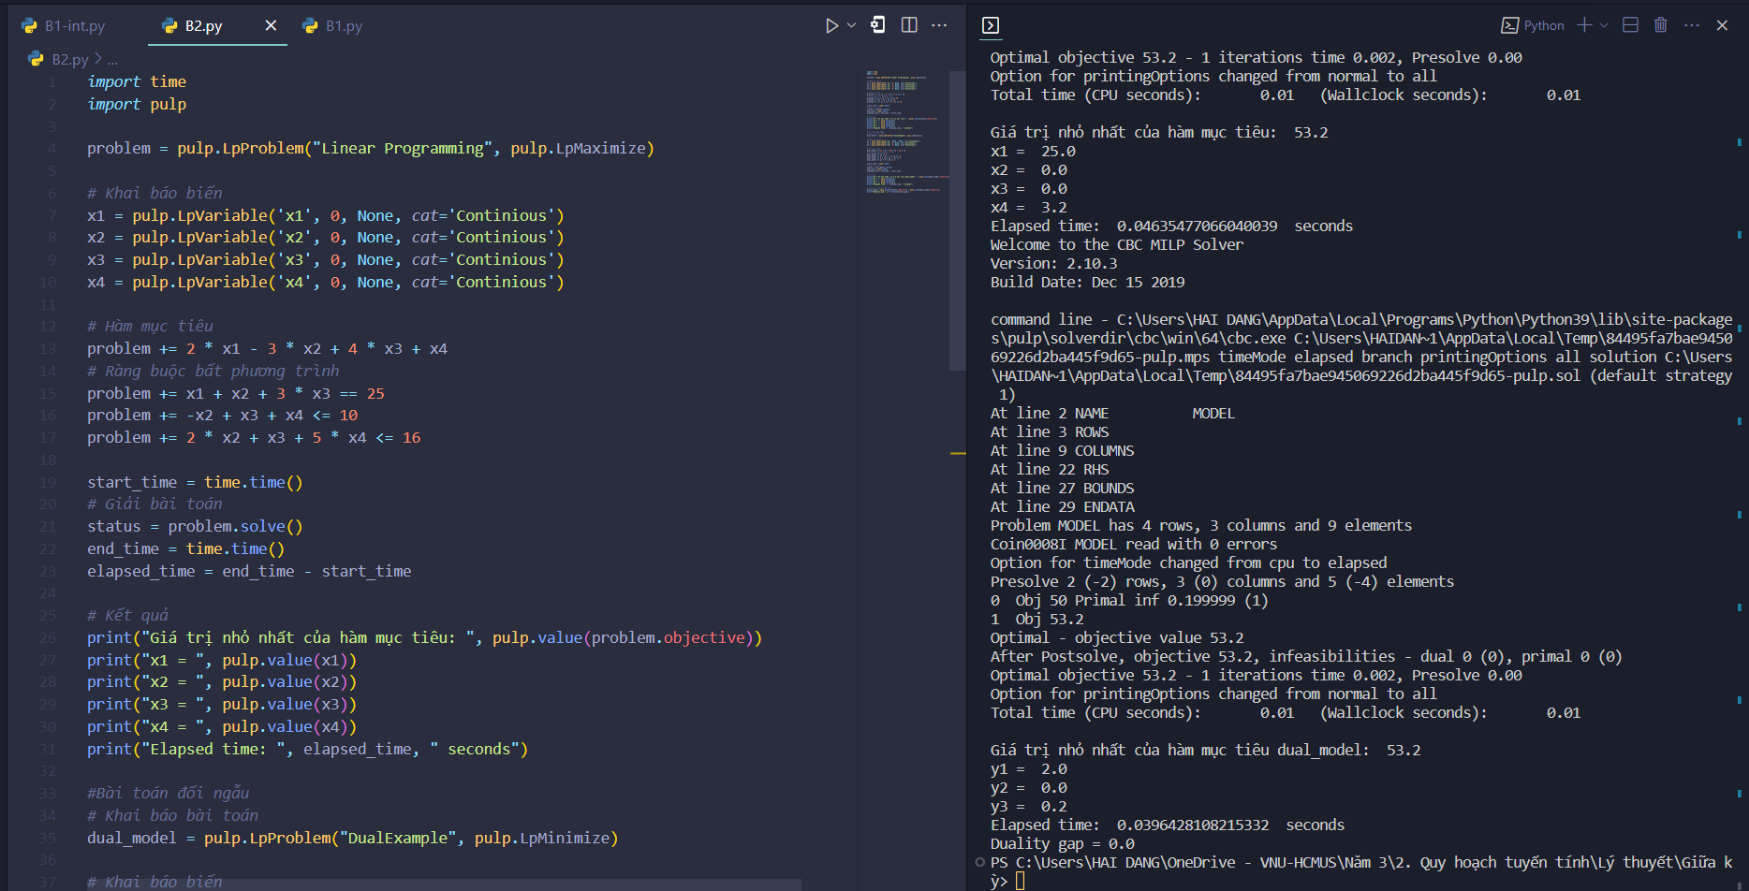 B1-int.py
B2.py
B1.py
B2.py > ...
1 import time
2 import pulp
3
4 problem = pulp.LpProblem("Linear Programming", pulp.LpMaximize)
5
6 # Khai báo biến
7 x1 = pulp.LpVariable('x1', 0, None, cat='Continious')
8 x2 = pulp.LpVariable('x2', 0, None, cat='Continious')
9 x3 = pulp.LpVariable('x3', 0, None, cat='Continious')
10 x4 = pulp.LpVariable('x4', 0, None, cat='Continious')
11
12 # Hàm mục tiêu
13 problem += 2 * x1 - 3 * x2 + 4 * x3 + x4
14 # Ràng buộc bất phương trình
15 problem += x1 + x2 + 3 * x3 == 25
16 problem += -x2 + x3 + x4 <= 10
17 problem += 2 * x2 + x3 + 5 * x4 <= 16
18
19 start_time = time.time()
20 # Giải bài toán
21 status = problem.solve()
22 end_time = time.time()
23 elapsed_time = end_time - start_time
24
25 # Kết quả
26 print("Giá trị nhỏ nhất của hàm mục tiêu: ", pulp.value(problem.objective))
27 print("x1 = ", pulp.value(x1))
28 print("x2 = ", pulp.value(x2))
29 print("x3 = ", pulp.value(x3))
30 print("x4 = ", pulp.value(x4))
31 print("Elapsed time: ", elapsed_time, " seconds")
32
33 #Bài toán đối ngẫu
34 # Khai báo bài toán
35 dual_model = pulp.LpProblem("DualExample", pulp.LpMinimize)
36
37 # Khai báo biến
Python
Optimal objective 53.2 - 1 iterations time 0.002, Presolve 0.00
Option for printingOptions changed from normal to all
Total time (CPU seconds): 0.01 (Wallclock seconds): 0.01
Giá trị nhỏ nhất của hàm mục tiêu: 53.2
x1 = 25.0
x2 = 0.0
x3 = 0.0
x4 = 3.2
Elapsed time: 0.04635477066040039 seconds
Welcome to the CBC MILP Solver
Version: 2.10.3
Build Date: Dec 15 2019
command line - C:\Users\HAI DANG\AppData\Local\Programs\Python\Python39\lib\site-package
s\pulp\solverdir\cbc\win\64\cbc.exe C:\Users\HAIDAN~1\AppData\Local\Temp\84495fa7bae9450
69226d2ba445f9d65-pulp.mps timeMode elapsed branch printingOptions all solution C:\Users
\HAIDAN~1\AppData\Local\Temp\84495fa7bae945069226d2ba445f9d65-pulp.sol (default strategy
1)
At line 2 NAME MODEL
At line 3 ROWS
At line 9 COLUMNS
At line 22 RHS
At line 27 BOUNDS
At line 29 ENDATA
Problem MODEL has 4 rows, 3 columns and 9 elements
Coin0008I MODEL read with 0 errors
Option for timeMode changed from cpu to elapsed
Presolve 2 (-2) rows, 3 (0) columns and 5 (-4) elements
0 Obj 50 Primal inf 0.199999 (1)
1 Obj 53.2
Optimal - objective value 53.2
After Postsolve, objective 53.2, infeasibilities - dual 0 (0), primal 0 (0)
Optimal objective 53.2 - 1 iterations time 0.002, Presolve 0.00
Option for printingOptions changed from normal to all
Total time (CPU seconds): 0.01 (Wallclock seconds): 0.01
Giá trị nhỏ nhất của hàm mục tiêu dual_model: 53.2
y1 = 2.0
y2 = 0.0
y3 = 0.2
Elapsed time: 0.0396428108215332 seconds
Duality gap = 0.0
PS C:\Users\HAI DANG\OneDrive - VNU-HCMUS\Năm 3\2. Quy hoạch tuyến tính\Lý thuyết\Giữa k
ỳ>